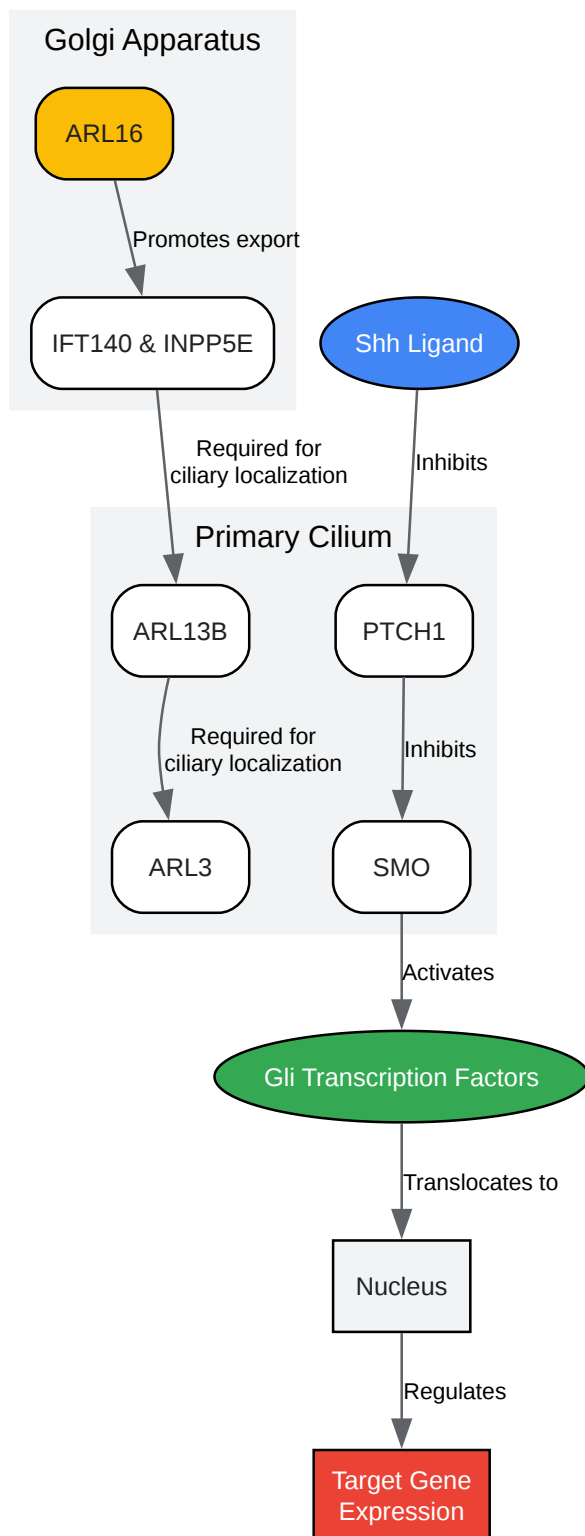 Golgi Apparatus
ARL16
Promotes export
IFT140 & INPP5E
Shh Ligand
Required for
ciliary localization
Inhibits
Primary Cilium
ARL13B
PTCH1
Required for
ciliary localization
Inhibits
ARL3
SMO
Activates
Gli Transcription Factors
Translocates to
Nucleus
Regulates
Target Gene
Expression